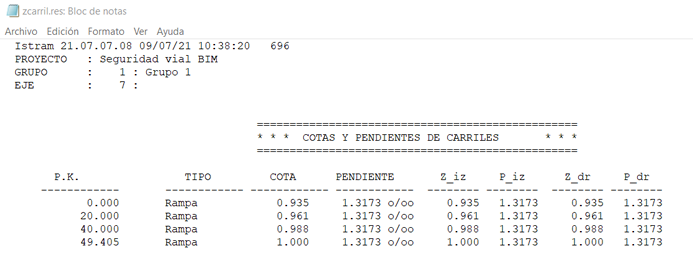 zcarril.res: Bloc de notas
Archivo Edición Formato Ver Ayuda
Istram 21.07.07.08 09/07/21 10:38:20 696
PROYECTO : Seguridad vial BIM
GRUPO : 1 : Grupo 1
EJE : 7 :
* * * COTAS Y PENDIENTES DE CARRILES * * *
P.K. TIPO COTA PENDIENTE Z_iz P_iz Z_dr P_dr
0.000 Rampa 0.935 1.3173 o/oo 0.935 1.3173 0.935 1.3173
20.000 Rampa 0.961 1.3173 o/oo 0.961 1.3173 0.961 1.3173
40.000 Rampa 0.988 1.3173 o/oo 0.988 1.3173 0.988 1.3173
49.405 Rampa 1.000 1.3173 o/oo 1.000 1.3173 1.000 1.3173